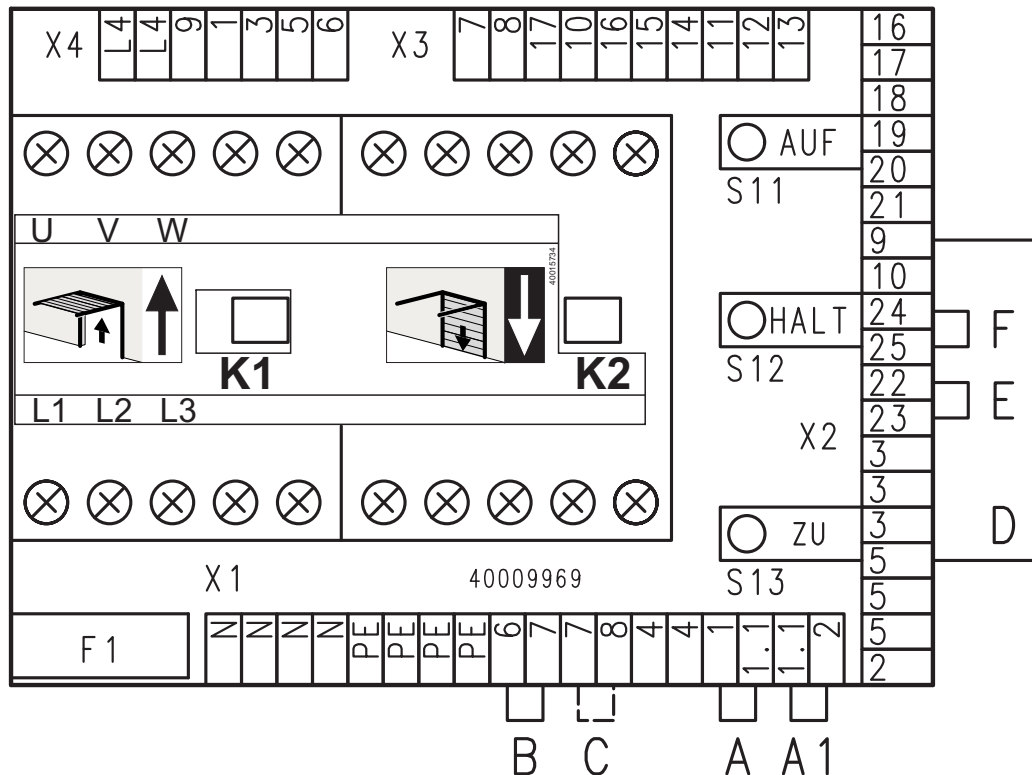 X4
L4
L4
9
1
3
5
6
X3
7
8
17
10
16
15
14
11
12
13
16
17
18
19
20
21
9
10
24
25
22
23
3
3
3
5
5
5
2
AUF
S11
HALT
S12
X2
ZU
S13
U V W
40015734
K1
K2
L1 L2 L3
F
E
D
X1
40009969
F1
N
N
N
N
PE
PE
PE
PE
6
7
7
8
4
4
1
1.1
1.1
2
B C A A1